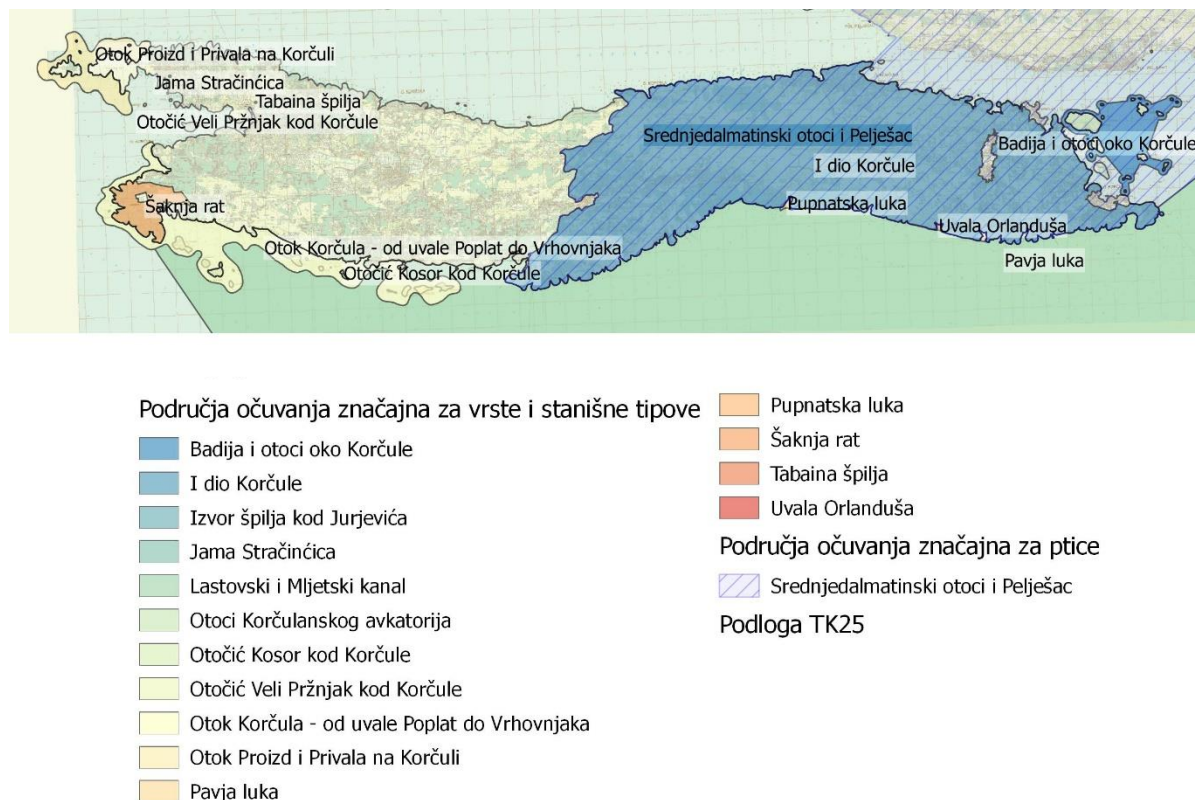 Otok Proizd i Privala na Korčuli
Jama Stračinćica
Tabaina špilja
Otočić Veli Pržnjak kod Korčule
Srednjedalmatinski otoci i Pelješac
Badija i otoci oko Korčule
I dio Korčule
Šaknja rat
Pupnatska luka
Uvala Orlanduša
Otok Korčula - od uvale Poplat do Vrhovnjaka
Pavja luka
Otočić Kosor kod Korčule
Područja očuvanja značajna za vrste i stanišne tipove
Badija i otoci oko Korčule
I dio Korčule
Izvor špilja kod Jurjevića
Jama Stračinćica
Lastovski i Mljetski kanal
Otoci Korčulanskog avkatorija
Otočić Kosor kod Korčule
Otočić Veli Pržnjak kod Korčule
Otok Korčula - od uvale Poplat do Vrhovnjaka
Otok Proizd i Privala na Korčuli
Pavja luka
Pupnatska luka
Šaknja rat
Tabaina špilja
Uvala Orlanduša
Područja očuvanja značajna za ptice
Srednjedalmatinski otoci i Pelješac
Podloga TK25